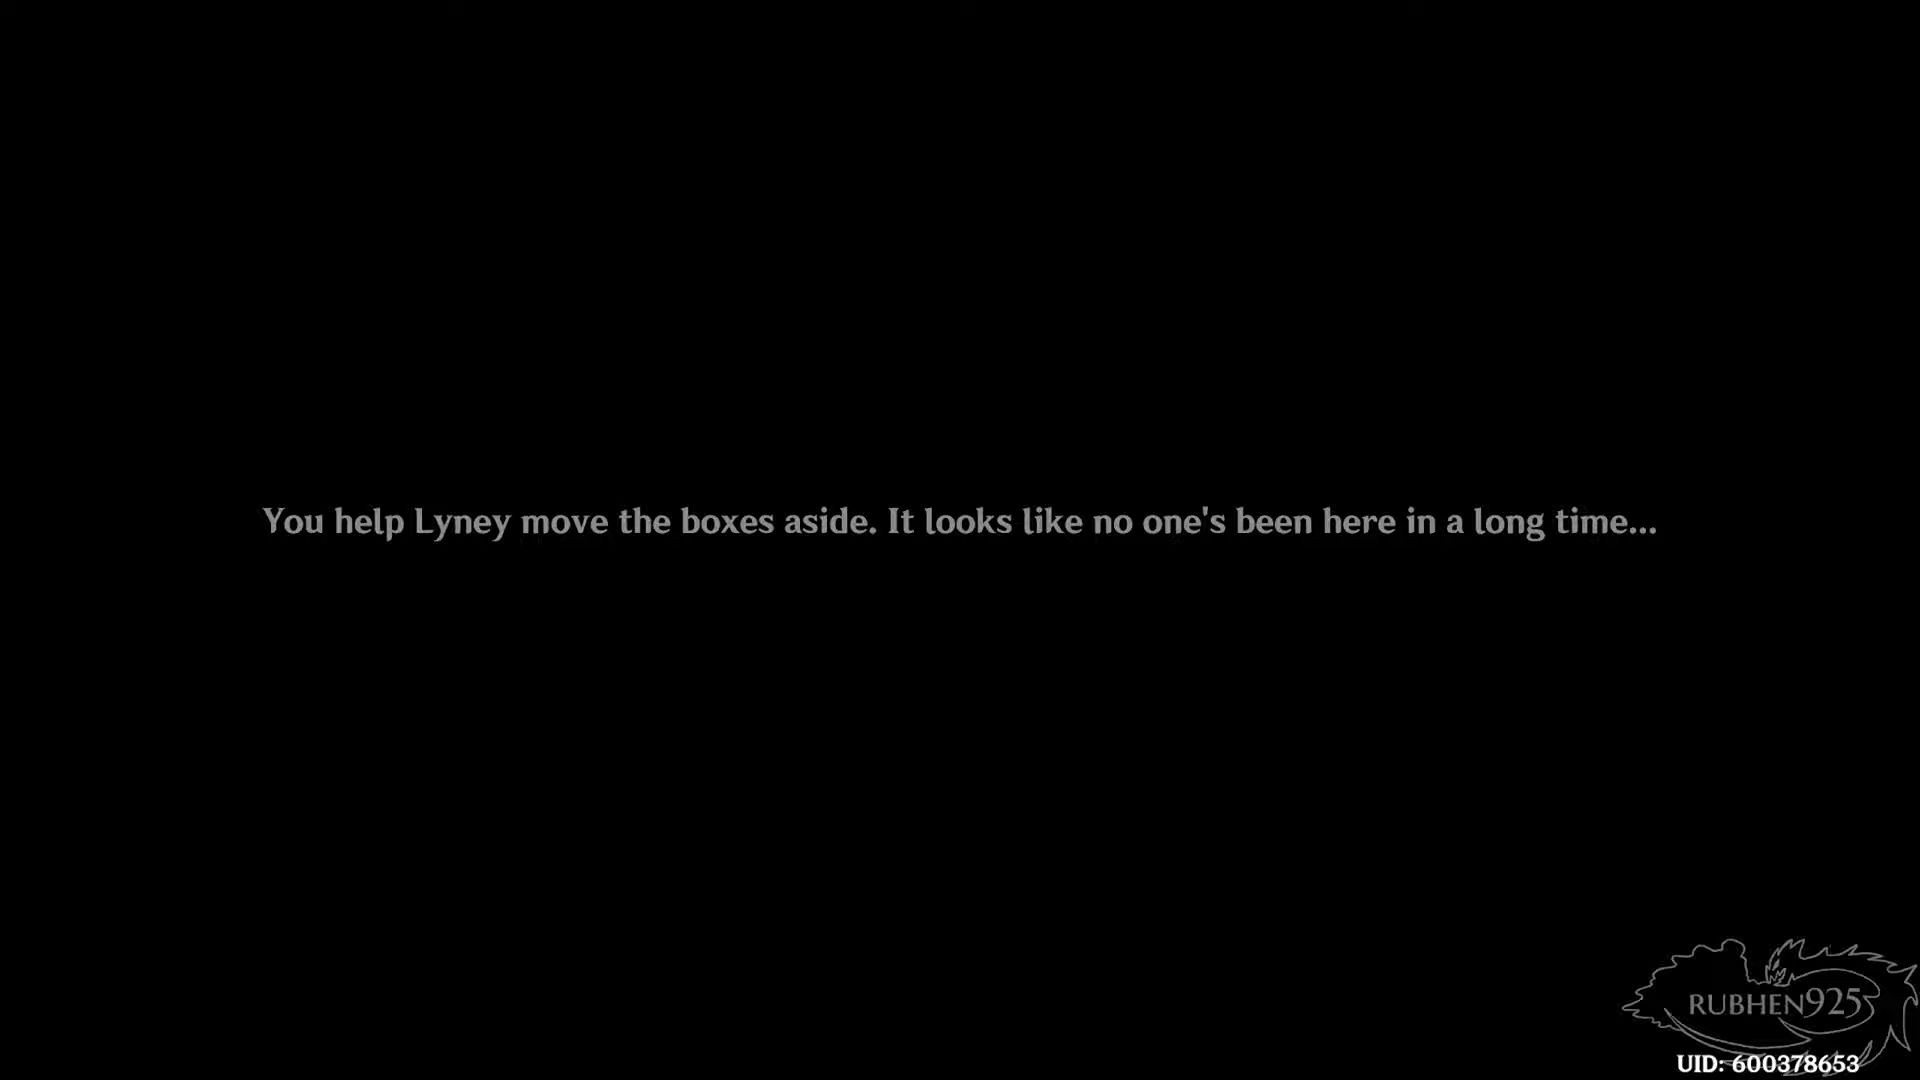 You help Lyney move the boxes aside. It looks like no one's been here in a long time...
RUBHEN925
UID: 600378653